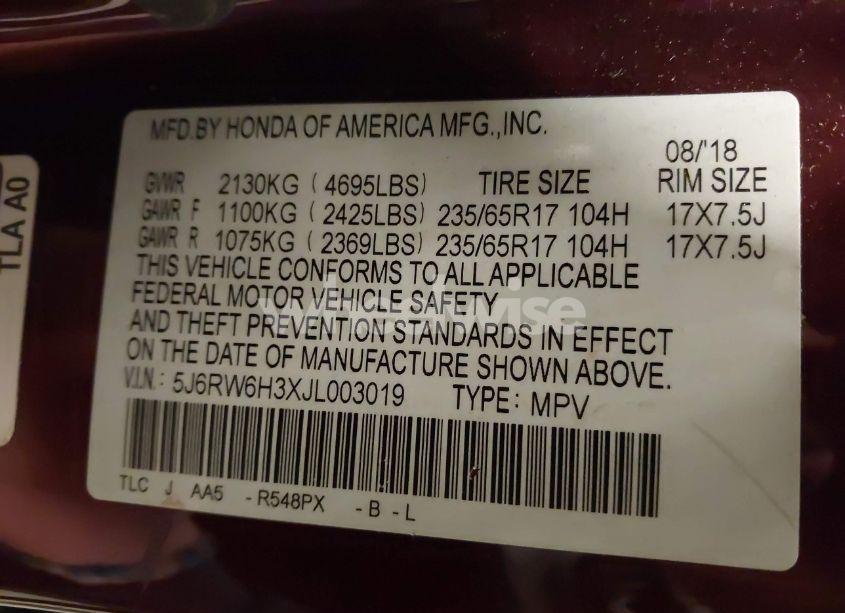 MFD.BY HONDA OF AMERICA MFG.,INC.
08/'18
GVWR 2130KG (4695LBS) TIRE SIZE RIM SIZE
GAWR F 1100KG (2425LBS) 235/65R17 104H 17X7.5J
GAWR R 1075KG (2369LBS) 235/65R17 104H 17X7.5J
THIS VEHICLE CONFORMS TO ALL APPLICABLE
FEDERAL MOTOR VEHICLE SAFETY
AND THEFT PREVENTION STANDARDS IN EFFECT
ON THE DATE OF MANUFACTURE SHOWN ABOVE.
V.I.N.: 5J6RW6H3XJL003019 TYPE: MPV
TLC J AA5 -R548PX -B-L
TLA A0